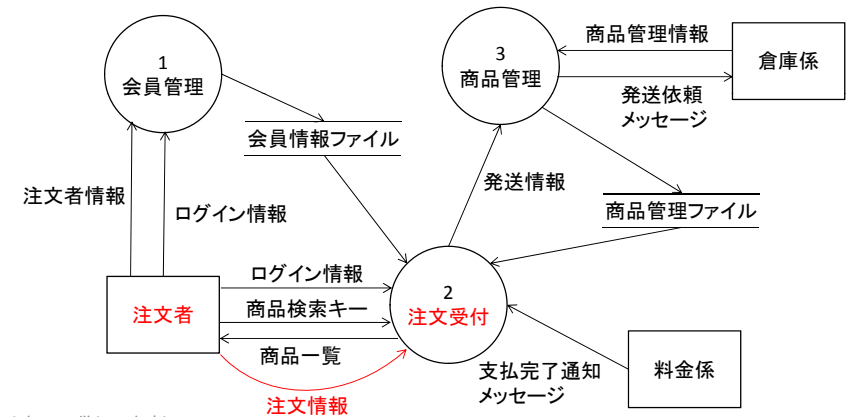 1
会員管理
3
商品管理
商品管理情報
倉庫係
発送依頼
メッセージ
会員情報ファイル
注文者情報
ログイン情報
発送情報
商品管理ファイル
ログイン情報
注文者
商品検索キー
2
注文受付
商品一覧
支払完了通知
メッセージ
料金係
注文情報